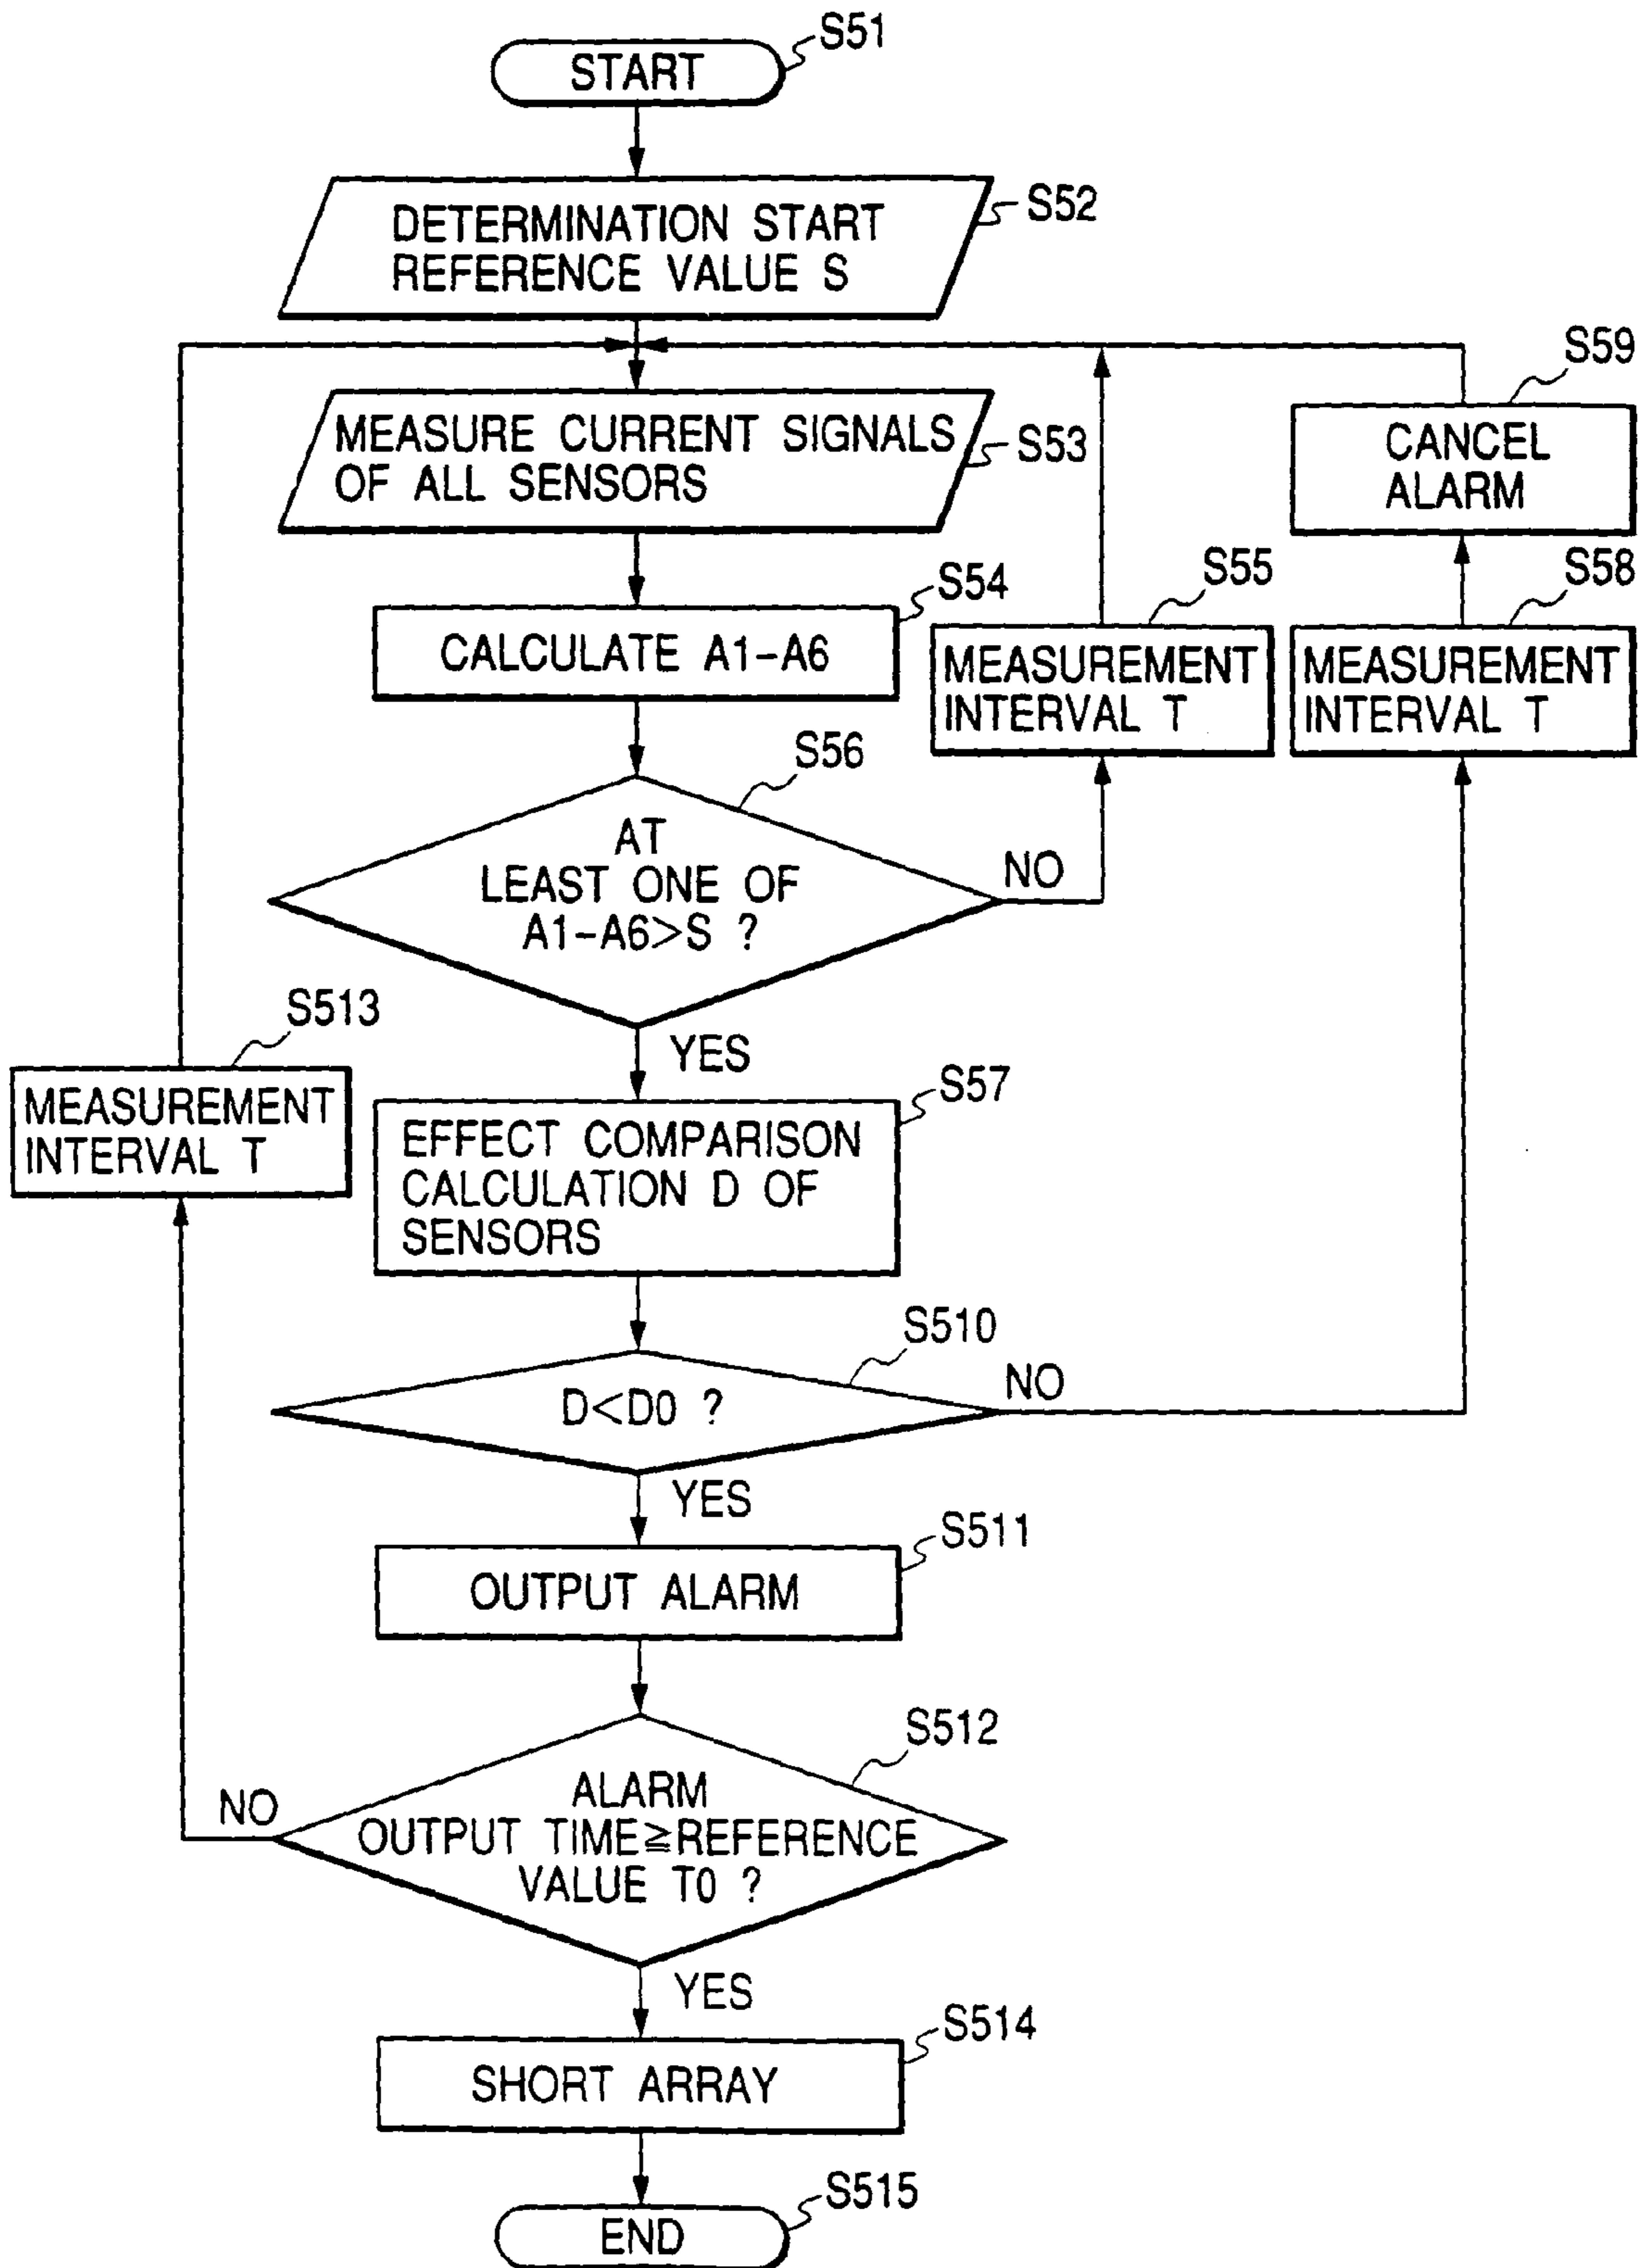 START
S51
DETERMINATION START
REFERENCE VALUE S
S52
MEASURE CURRENT SIGNALS
OF ALL SENSORS
S53
CANCEL
ALARM
S59
CALCULATE A1-A6
S54
MEASUREMENT
INTERVAL T
S55
MEASUREMENT
INTERVAL T
S58
S56
AT
LEAST ONE OF
A1-A6>S ?
NO
YES
S513
MEASUREMENT
INTERVAL T
S57
EFFECT COMPARISON
CALCULATION D OF
SENSORS
S510
D<D0 ?
NO
YES
S511
OUTPUT ALARM
S512
ALARM
OUTPUT TIME≧REFERENCE
VALUE T0 ?
NO
YES
S514
SHORT ARRAY
S515
END